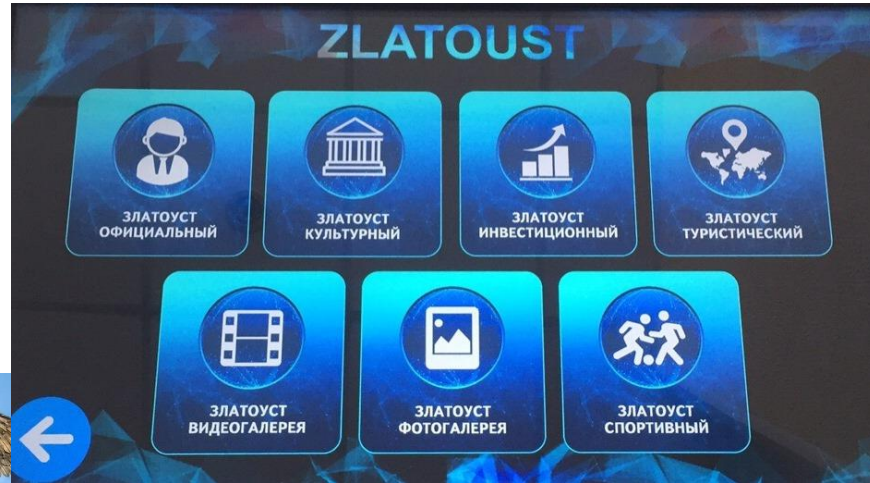 ZLATOUST
ЗЛАТОУСТ
ОФИЦИАЛЬНЫЙ
ЗЛАТОУСТ
КУЛЬТУРНЫЙ
ЗЛАТОУСТ
ИНВЕСТИЦИОННЫЙ
ЗЛАТОУСТ
ТУРИСТИЧЕСКИЙ
ЗЛАТОУСТ
ВИДЕОГАЛЕРЕЯ
ЗЛАТОУСТ
ФОТОГАЛЕРЕЯ
ЗЛАТОУСТ
СПОРТИВНЫЙ